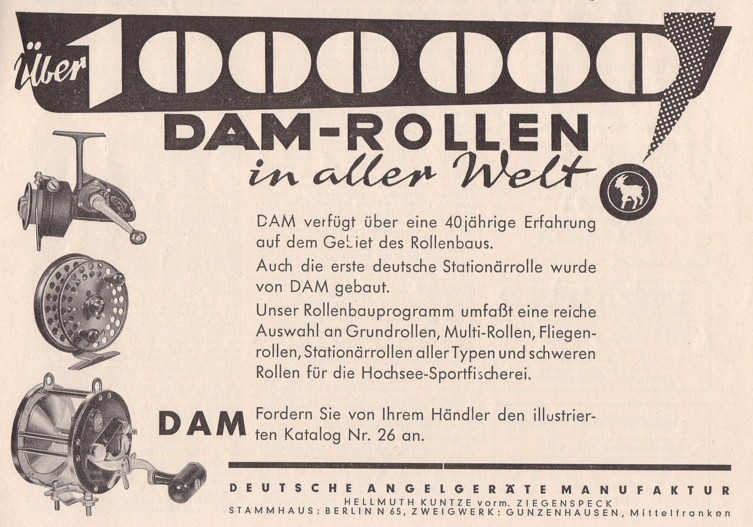 Über 1000000!
DAM-ROLLEN
in aller Welt
DAM verfügt über eine 40jährige Erfahrung
auf dem Gebiet des Rollenbaus.
Auch die erste deutsche Stationärrolle wurde
von DAM gebaut.
Unser Rollenbauprogramm umfaßt eine reiche
Auswahl an Grundrollen, Multi-Rollen, Fliegen-
rollen, Stationärrollen aller Typen und schweren
Rollen für die Hochsee-Sportfischerei.
DAM Fordern Sie von Ihrem Händler den illustrier-
ten Katalog Nr. 26 an.
DEUTSCHE ANGELGERÄTE MANUFAKTUR
HELLMUTH KUNTZE vorm. ZIEGENSPECK
STAMMHAUS: BERLIN N 65, ZWEIGWERK: GUNZENHAUSEN, Mittelfranken